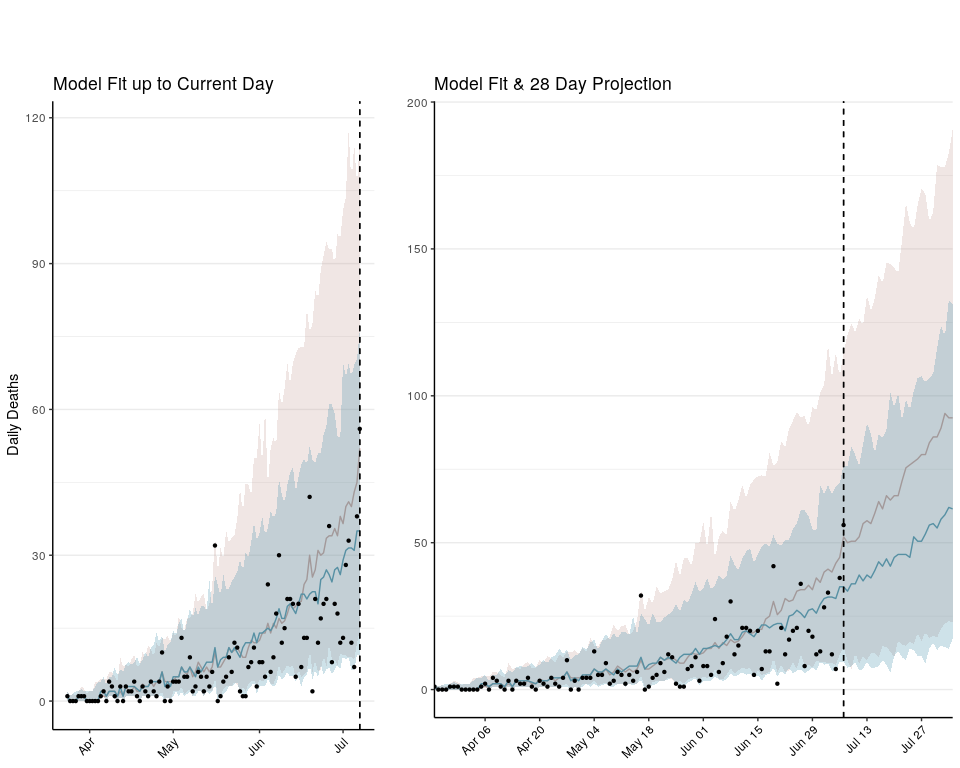 Model Fit up to Current Day
Daily Deaths
120
90
60
30
0
Apr
May
Jun
Jul
Model Fit & 28 Day Projection
200
150
100
50
0
Apr 06
Apr 20
May 04
May 18
Jun 01
Jun 15
Jun 29
Jul 13
Jul 27